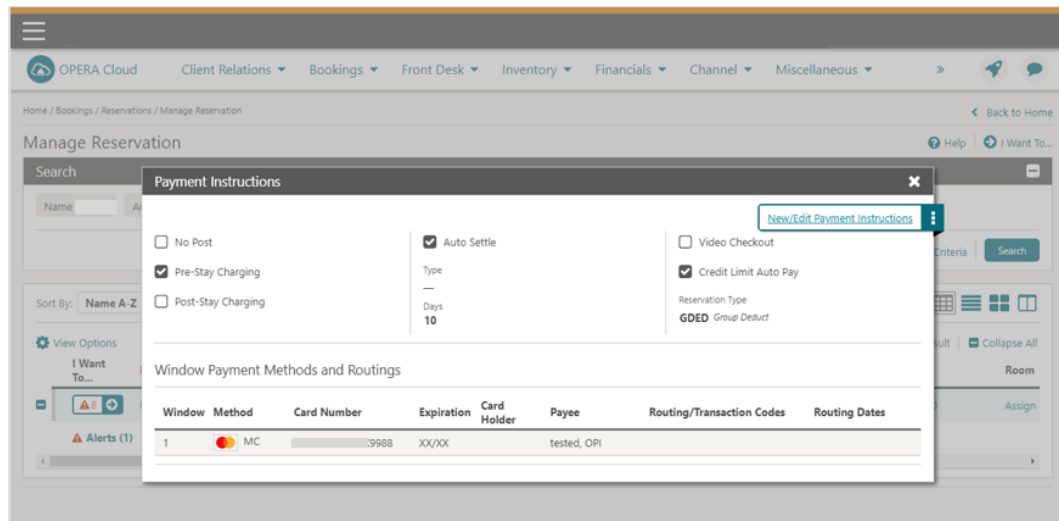 OPERA Cloud Client Relations Bookings Front Desk Inventory Financials Channel Miscellaneous »
Home / Bookings / Reservations / Manage Reservation Back to Home
Manage Reservation Help I Want To...
Search
Payment Instructions
Name
New/Edit Payment Instructions
No Post Auto Settle Video Checkout
Criteria Search
Pre-Stay Charging Type Credit Limit Auto Pay
—
Sort By: Name A-Z Post-Stay Charging Days Reservation Type
10 GDED Group Deduct
View Options Collapse All
I Want To... Window Payment Methods and Routings Room
Window Method Card Number Expiration Card Holder Payee Routing/Transaction Codes Routing Dates
8 Assign
Alerts (1) 1 MC 9988 XX/XX tested, OPI